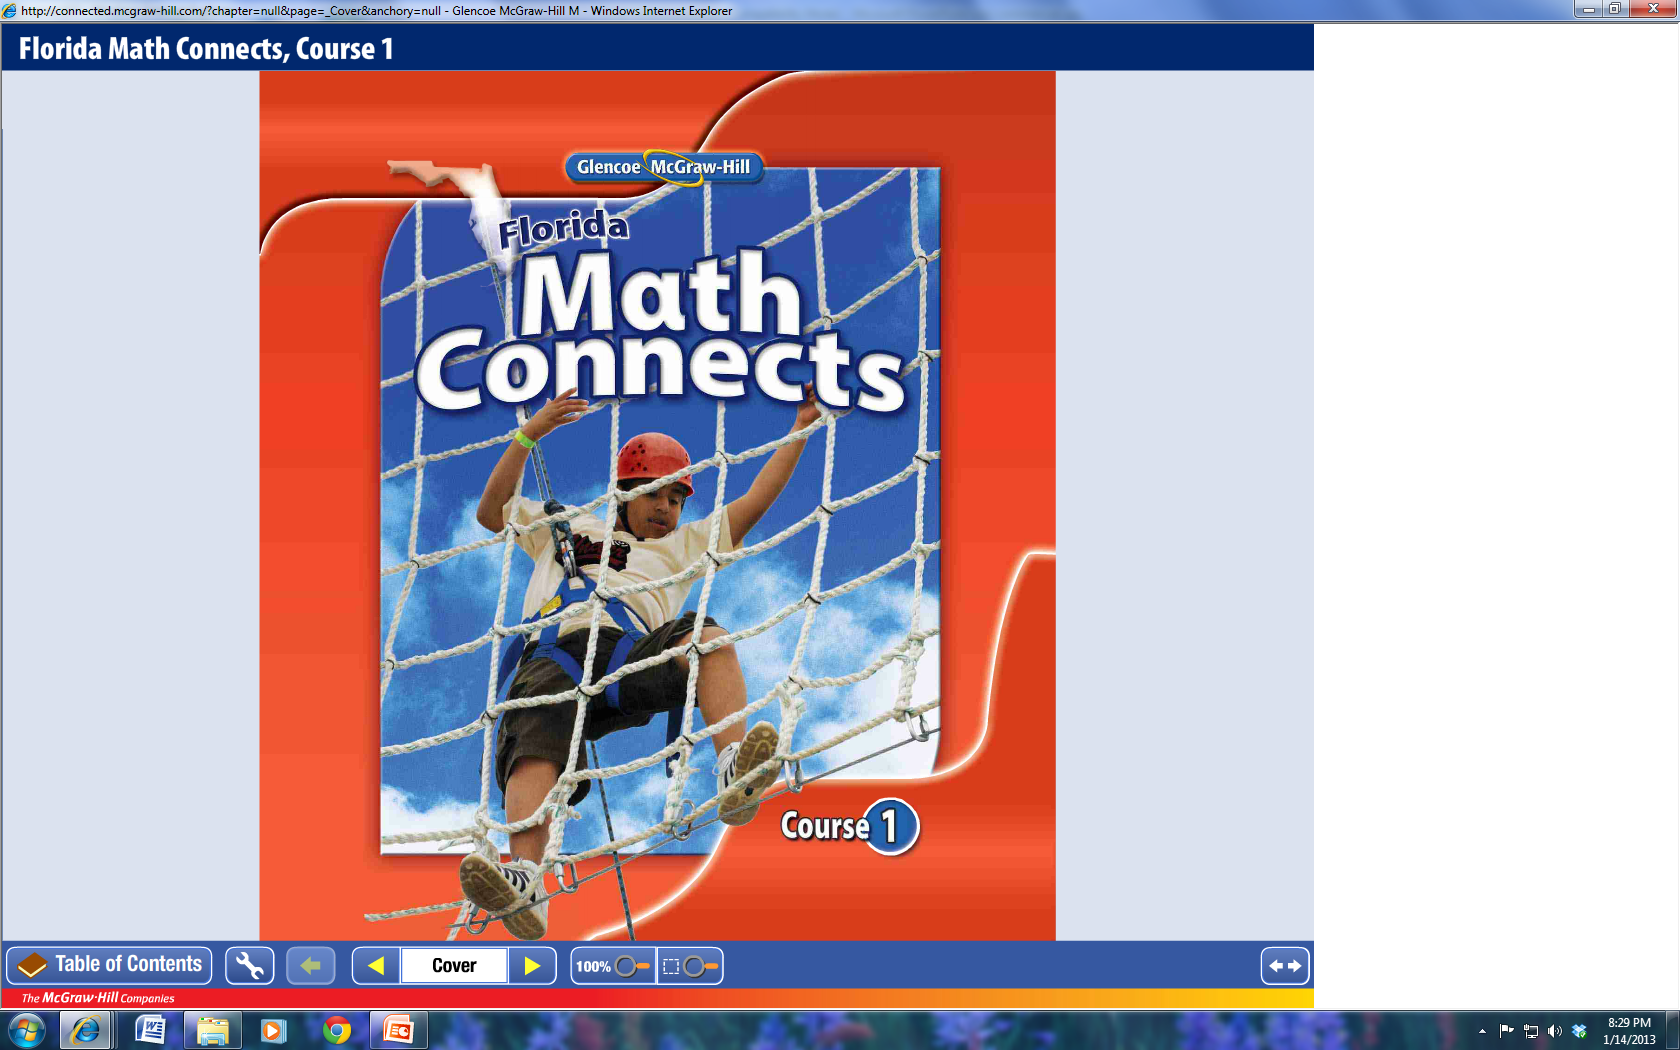 http://connected.mcgraw-hill.com/?chapter=null&page=_Cover&anchory=null - Glencoe McGraw-Hill M - Windows Internet Explorer
Florida Math Connects, Course 1
Glencoe McGraw-Hill
Florida
Math
Connects
Course 1
Table of Contents
Cover
100%
The McGraw·Hill Companies
8:29 PM
1/14/2013